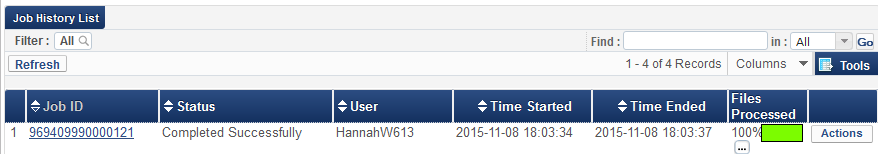 Job History List
Filter : All Find : in : All Go
Refresh 1 - 4 of 4 Records Columns Tools
Job ID Status User Time Started Time Ended Files Processed
1 969409990000121 Completed Successfully HannahW613 2015-11-08 18:03:34 2015-11-08 18:03:37 100% Actions
...